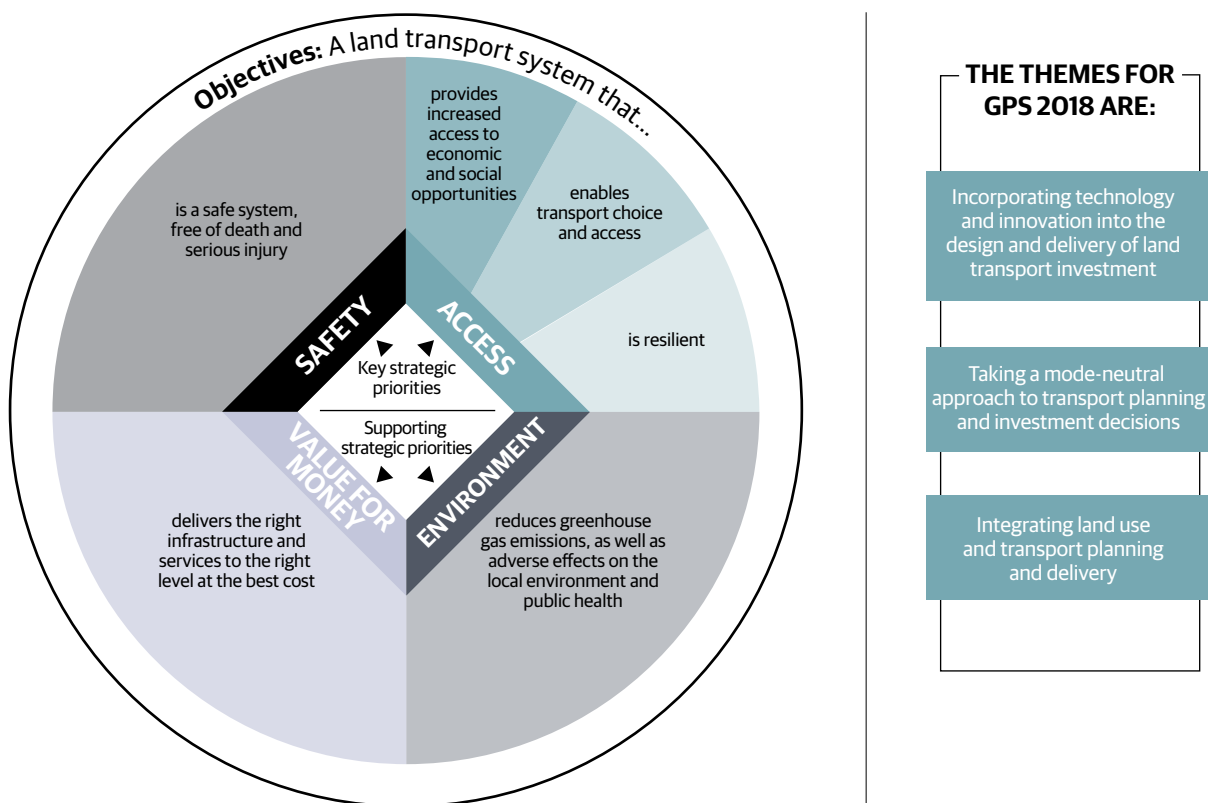 Objectives: A land transport system that...
is a safe system,
free of death and
serious injury
provides
increased
access to
economic
and social
opportunities
enables
transport choice
and access
is resilient
SAFETY
ACCESS
Key strategic
priorities
Supporting
strategic priorities
VALUE FOR
MONEY
ENVIRONMENT
delivers the right
infrastructure and
services to the right
level at the best cost
reduces greenhouse
gas emissions, as well as
adverse effects on the
local environment and
public health
THE THEMES FOR
GPS 2018 ARE:
Incorporating technology
and innovation into the
design and delivery of land
transport investment
Taking a mode-neutral
approach to transport planning
and investment decisions
Integrating land use
and transport planning
and delivery